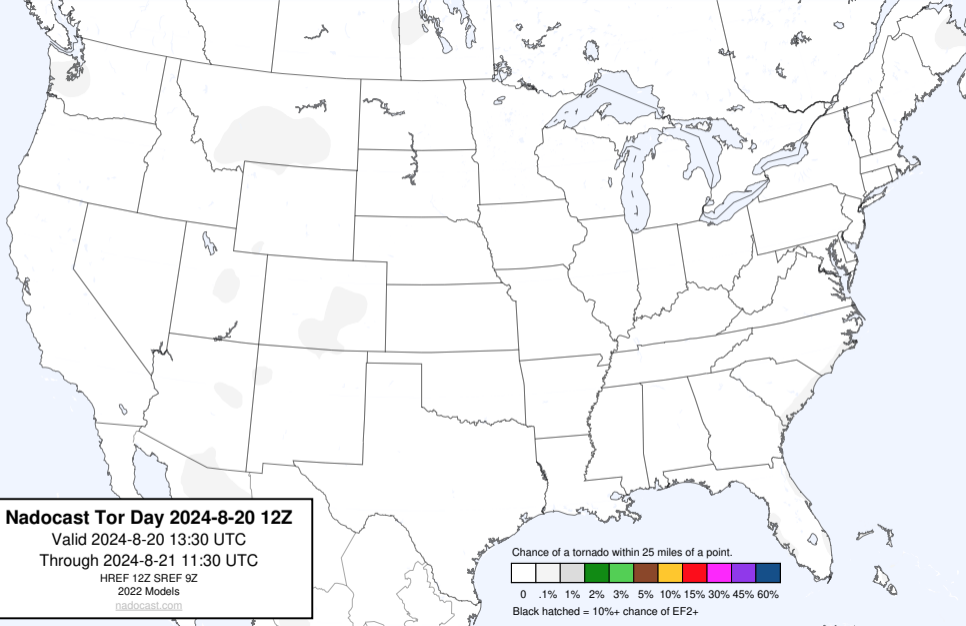 Nadocast Tor Day 2024-8-20 12Z
Valid 2024-8-20 13:30 UTC
Through 2024-8-21 11:30 UTC
HREF 12Z SREF 9Z
2022 Models
nadocast.com
Chance of a tornado within 25 miles of a point.
0 .1% 1% 2% 3% 5% 10% 15% 30% 45% 60%
Black hatched = 10%+ chance of EF2+